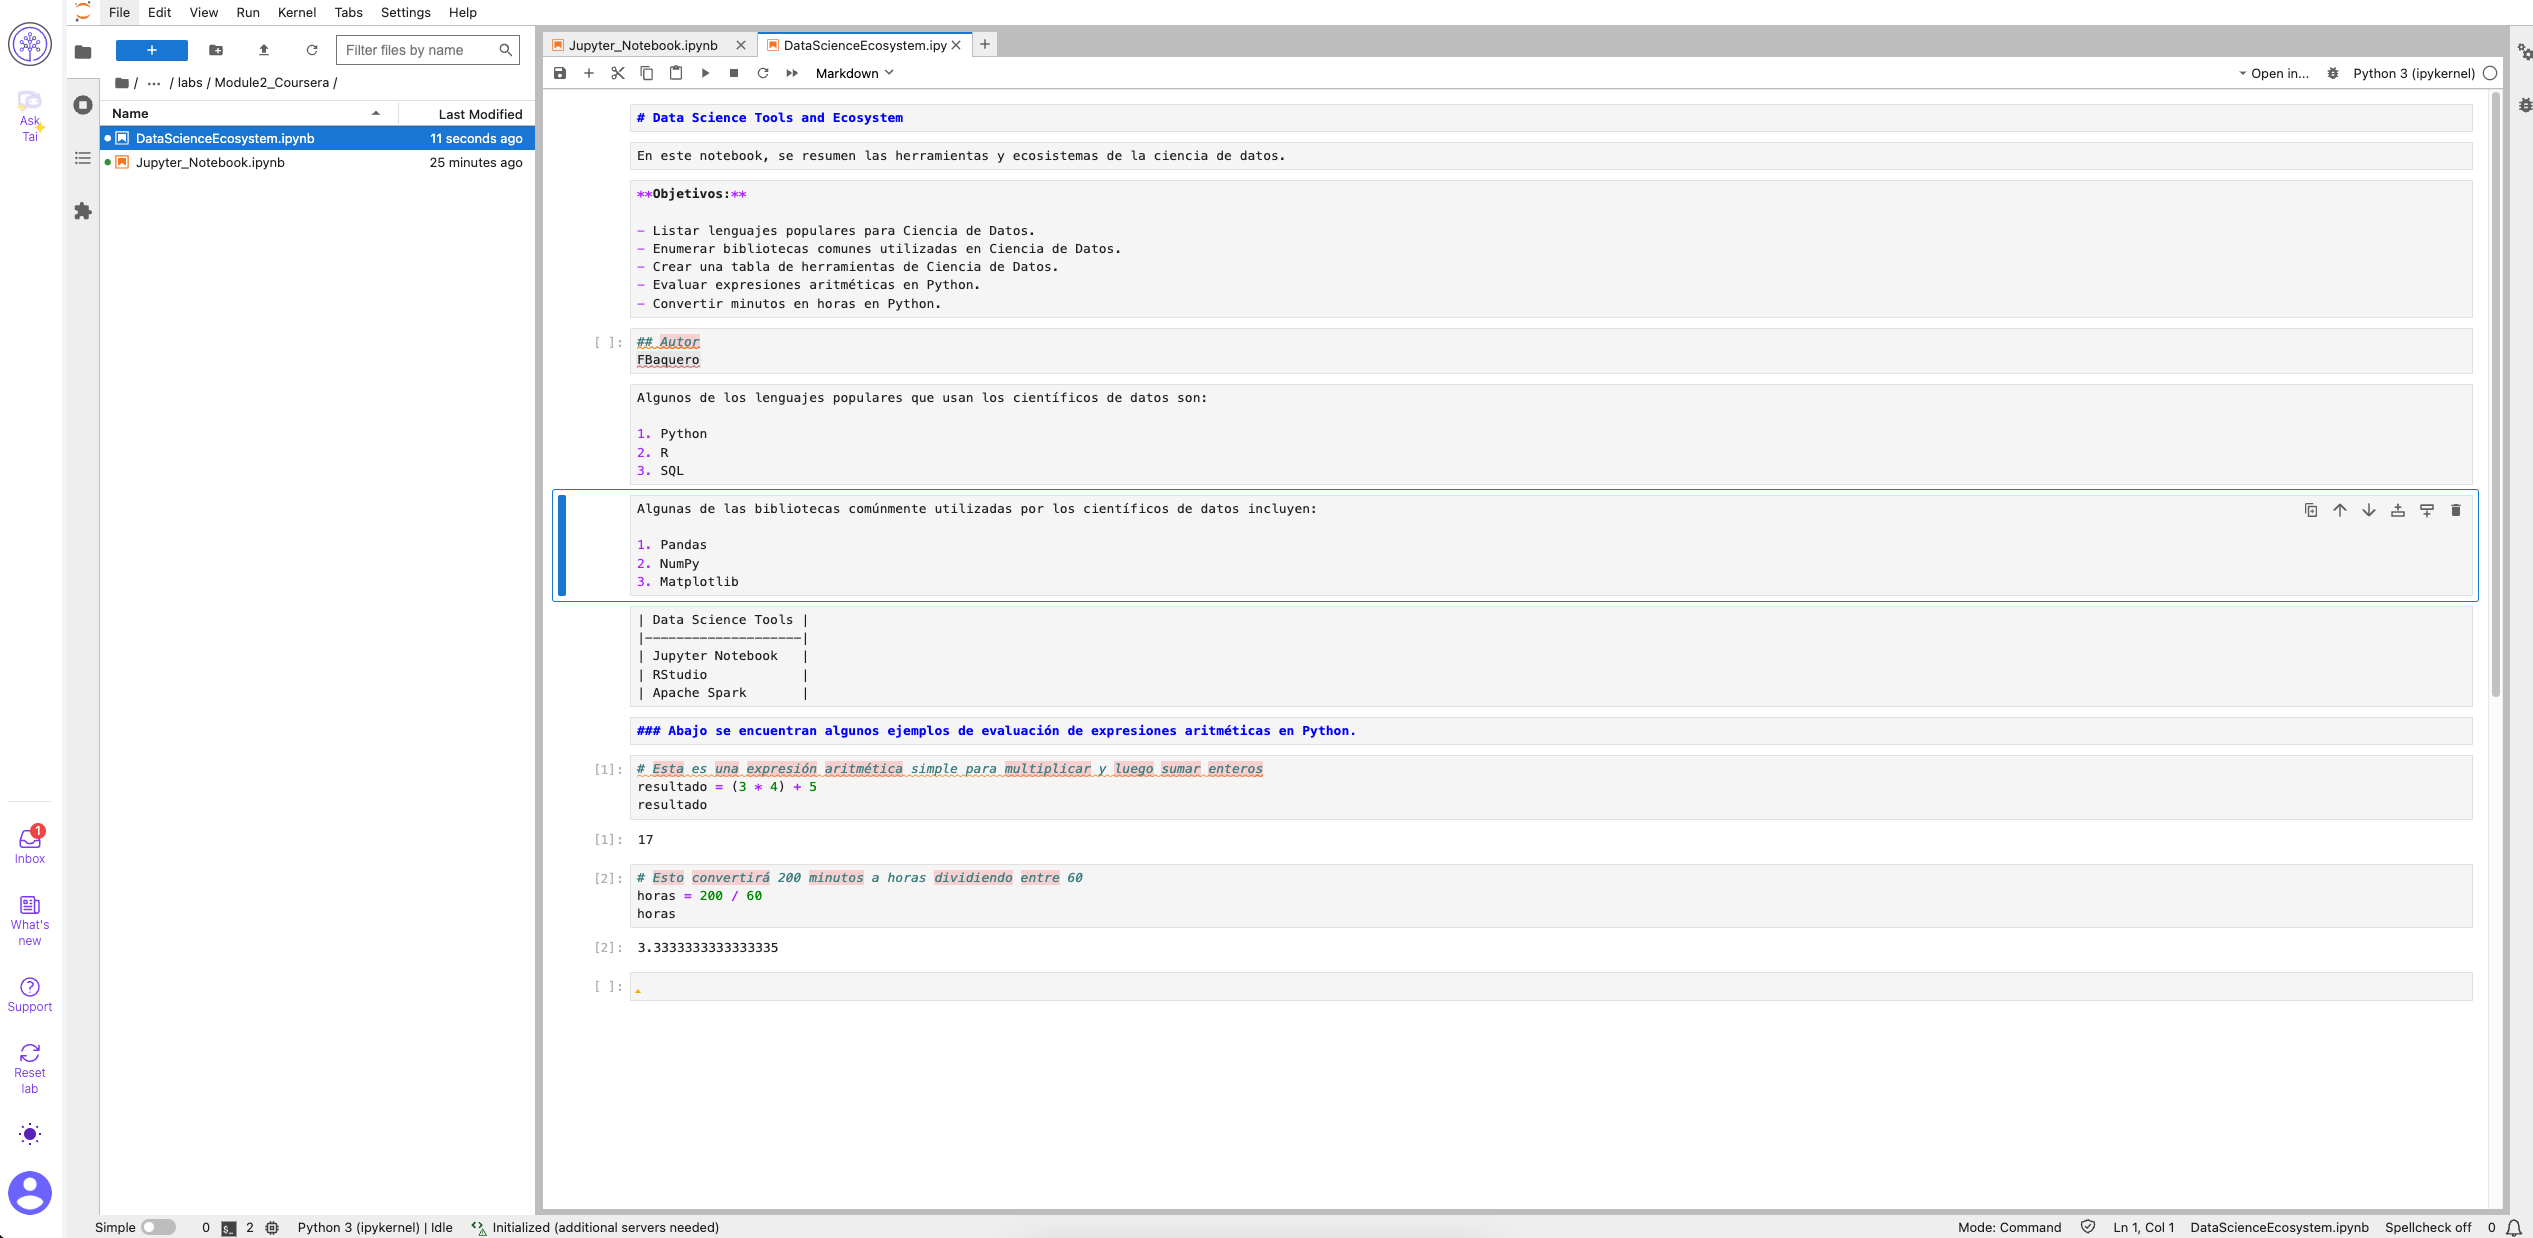 File Edit View Run Kernel Tabs Settings Help
Ask
Tai
+
Filter files by name
/ ... / labs / Module2_Coursera /
Name Last Modified
DataScienceEcosystem.ipynb 11 seconds ago
Jupyter_Notebook.ipynb 25 minutes ago
1
Inbox
What's
new
Support
Reset
lab
Jupyter_Notebook.ipynb × DataScienceEcosystem.ipy × +
Markdown Open in... Python 3 (ipykernel)
# Data Science Tools and Ecosystem
En este notebook, se resumen las herramientas y ecosistemas de la ciencia de datos.
**Objetivos:**
- Listar lenguajes populares para Ciencia de Datos.
- Enumerar bibliotecas comunes utilizadas en Ciencia de Datos.
- Crear una tabla de herramientas de Ciencia de Datos.
- Evaluar expresiones aritméticas en Python.
- Convertir minutos en horas en Python.
[ ]: ## Autor
FBaquero
Algunos de los lenguajes populares que usan los científicos de datos son:
1. Python
2. R
3. SQL
Algunas de las bibliotecas comúnmente utilizadas por los científicos de datos incluyen:
1. Pandas
2. NumPy
3. Matplotlib
| Data Science Tools |
|--------------------|
| Jupyter Notebook   |
| RStudio            |
| Apache Spark       |
### Abajo se encuentran algunos ejemplos de evaluación de expresiones aritméticas en Python.
[1]: # Esta es una expresión aritmética simple para multiplicar y luego sumar enteros
resultado = (3 * 4) + 5
resultado
[1]: 17
[2]: # Esto convertirá 200 minutos a horas dividiendo entre 60
horas = 200 / 60
horas
[2]: 3.3333333333333335
[ ]:
Simple 0 $_ 2 Python 3 (ipykernel) | Idle Initialized (additional servers needed) Mode: Command Ln 1, Col 1 DataScienceEcosystem.ipynb Spellcheck off 0